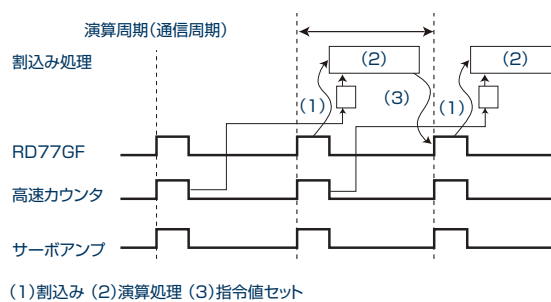 演算周期(通信周期)
割込み処理
(2)
(2)
(1)
(3)
(1)
RD77GF
高速カウンタ
サーボアンプ
(1)割込み (2)演算処理 (3)指令値セット